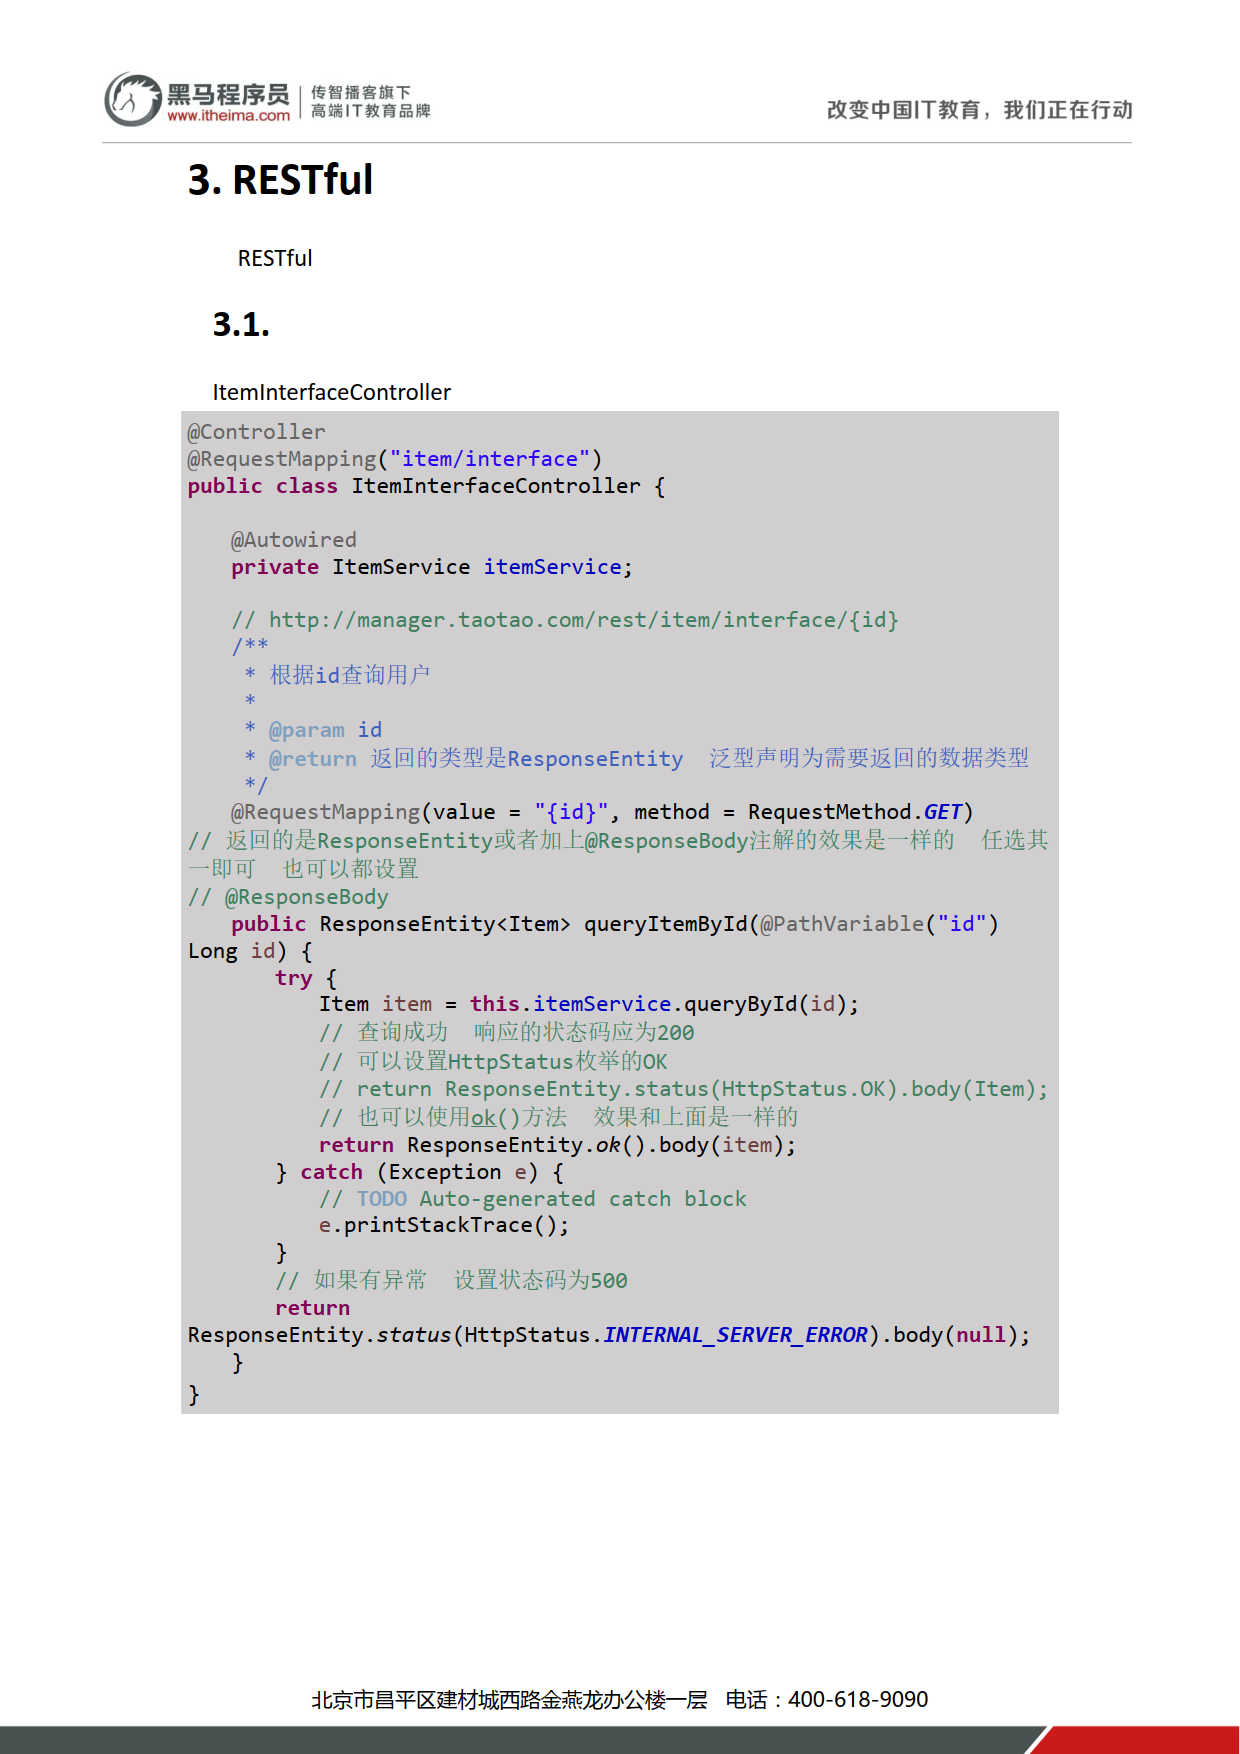 黑马程序员
www.itheima.com
传智播客旗下
高端IT教育品牌
改变中国IT教育，我们正在行动
3. RESTful
RESTful
3.1.
ItemInterfaceController
@Controller
@RequestMapping("item/interface")
public class ItemInterfaceController {
@Autowired
private ItemService itemService;
// http://manager.taotao.com/rest/item/interface/{id}
/**
* 根据id查询用户
*
* @param id
* @return 返回的类型是ResponseEntity 泛型声明为需要返回的数据类型
*/
@RequestMapping(value = "{id}", method = RequestMethod.GET)
// 返回的是ResponseEntity或者加上@ResponseBody注解的效果是一样的 任选其
一即可 也可以都设置
// @ResponseBody
public ResponseEntity<Item> queryItemById(@PathVariable("id")
Long id) {
try {
Item item = this.itemService.queryById(id);
// 查询成功 响应的状态码应为200
// 可以设置HttpStatus枚举的OK
// return ResponseEntity.status(HttpStatus.OK).body(Item);
// 也可以使用ok()方法 效果和上面是一样的
return ResponseEntity.ok().body(item);
} catch (Exception e) {
// TODO Auto-generated catch block
e.printStackTrace();
}
// 如果有异常 设置状态码为500
return
ResponseEntity.status(HttpStatus.INTERNAL_SERVER_ERROR).body(null);
}
}
北京市昌平区建材城西路金燕龙办公楼一层 电话：400-618-9090